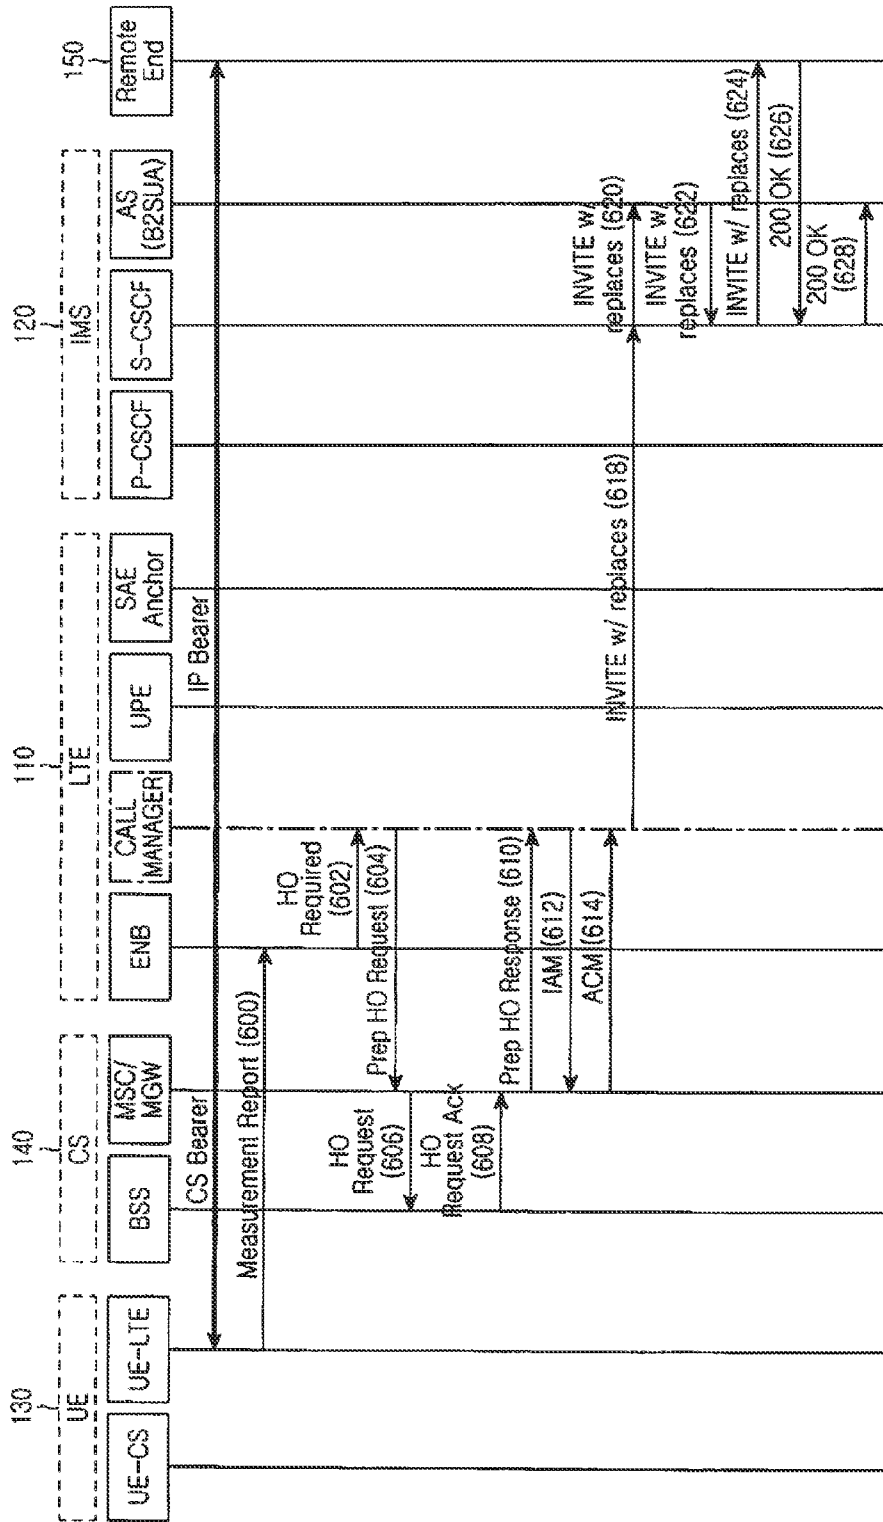 130
UE
UE-CS
UE-LTE
140
CS
BSS
MSC/
MGW
110
LTE
ENB
CALL
MANAGER
UPE
SAE
Anchor
120
IMS
P-CSCF
S-CSCF
AS
(B2SUA)
150
Remote
End
CS Bearer
IP Bearer
Measurement Report (600)
HO
Required
(602)
Prep HO Request (604)
HO
Request
(606)
HO
Request Ack
(608)
Prep HO Response (610)
IAM (612)
ACM (614)
INVITE w/ replaces (618)
INVITE w/
replaces (620)
INVITE w/
replaces (622)
INVITE w/ replaces (624)
200 OK (626)
200 OK
(628)